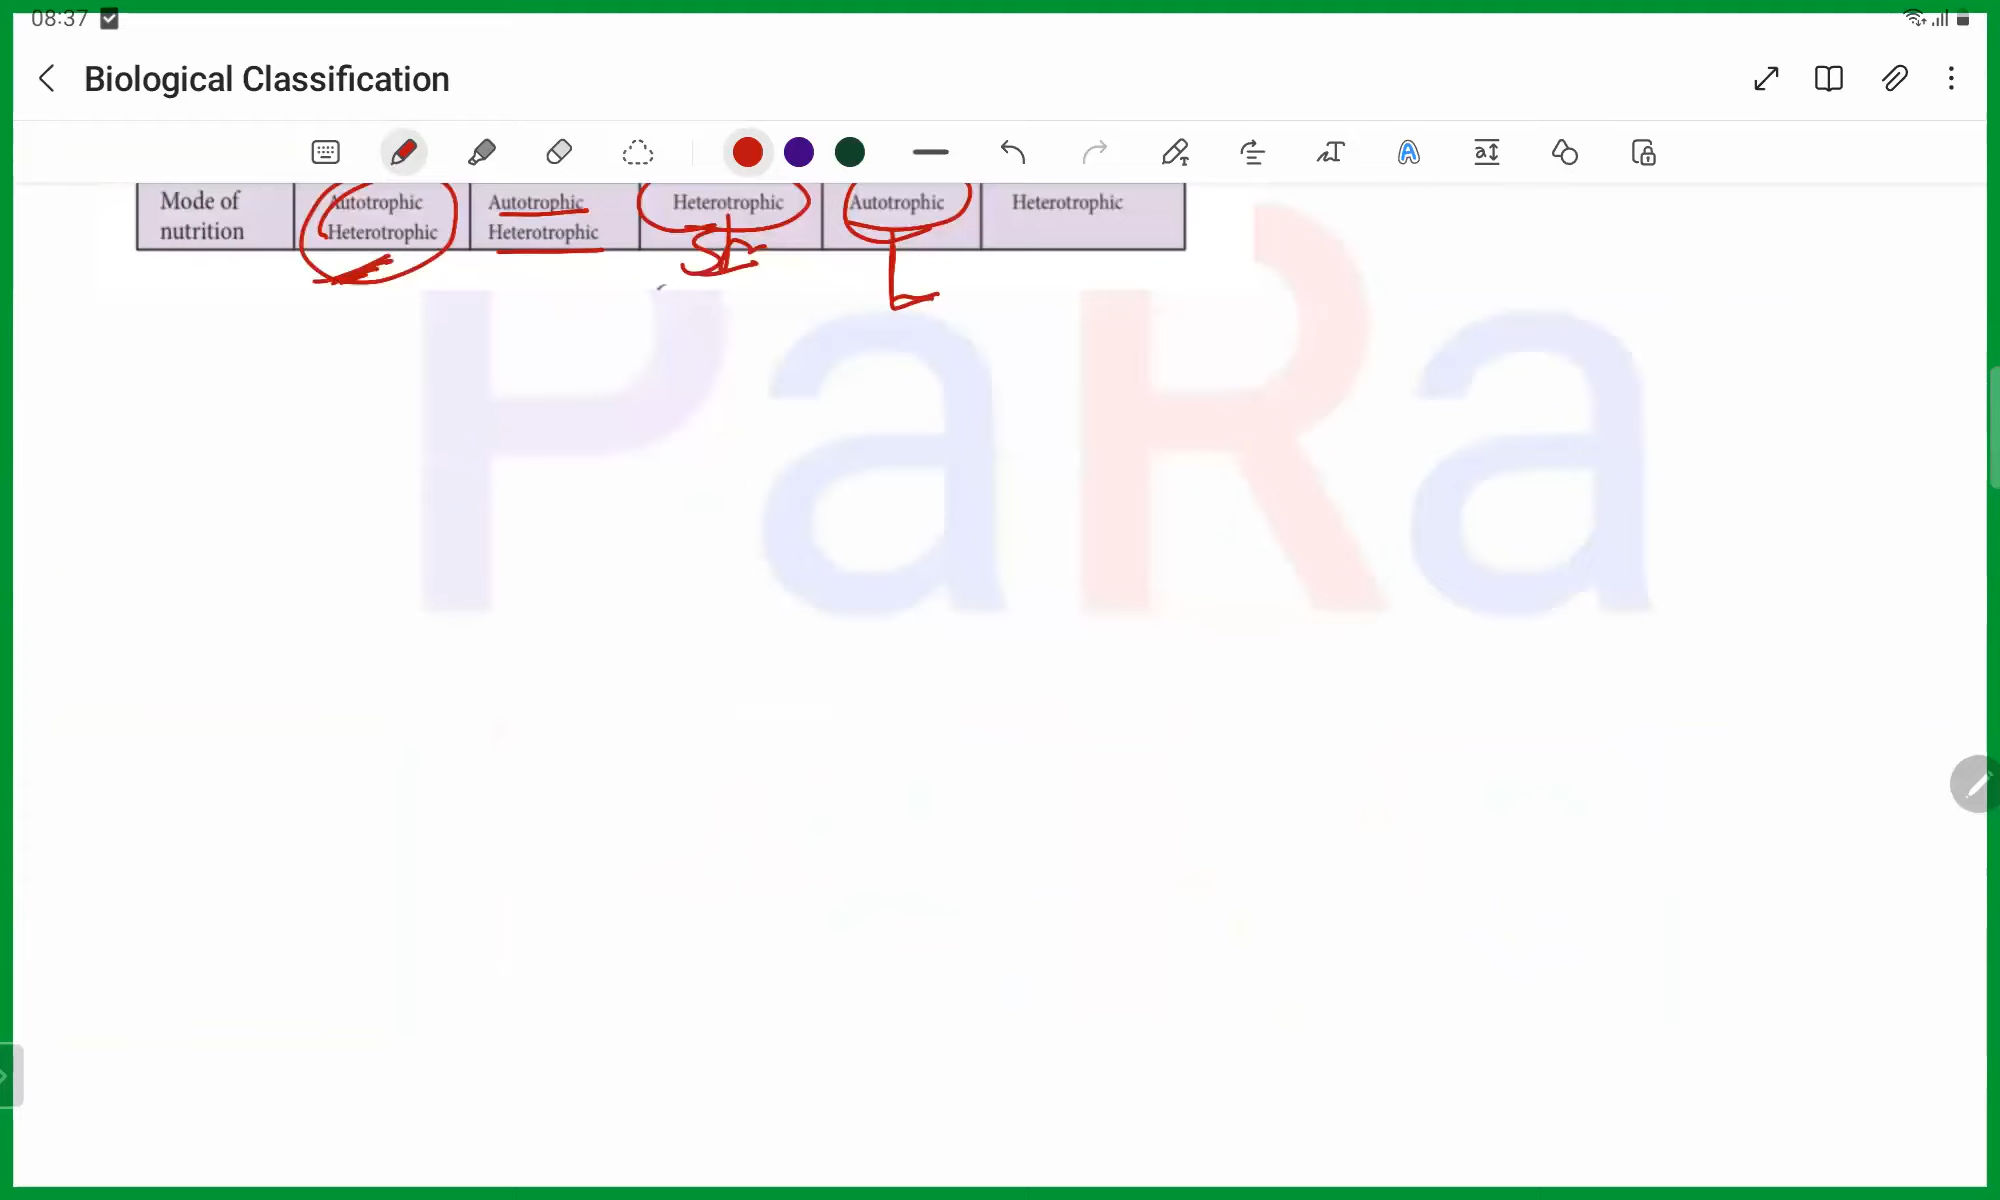 08:37
Biological Classification
Mode of nutrition | Autotrophic Heterotrophic | Autotrophic Heterotrophic | Heterotrophic | Autotrophic | Heterotrophic
PaRa